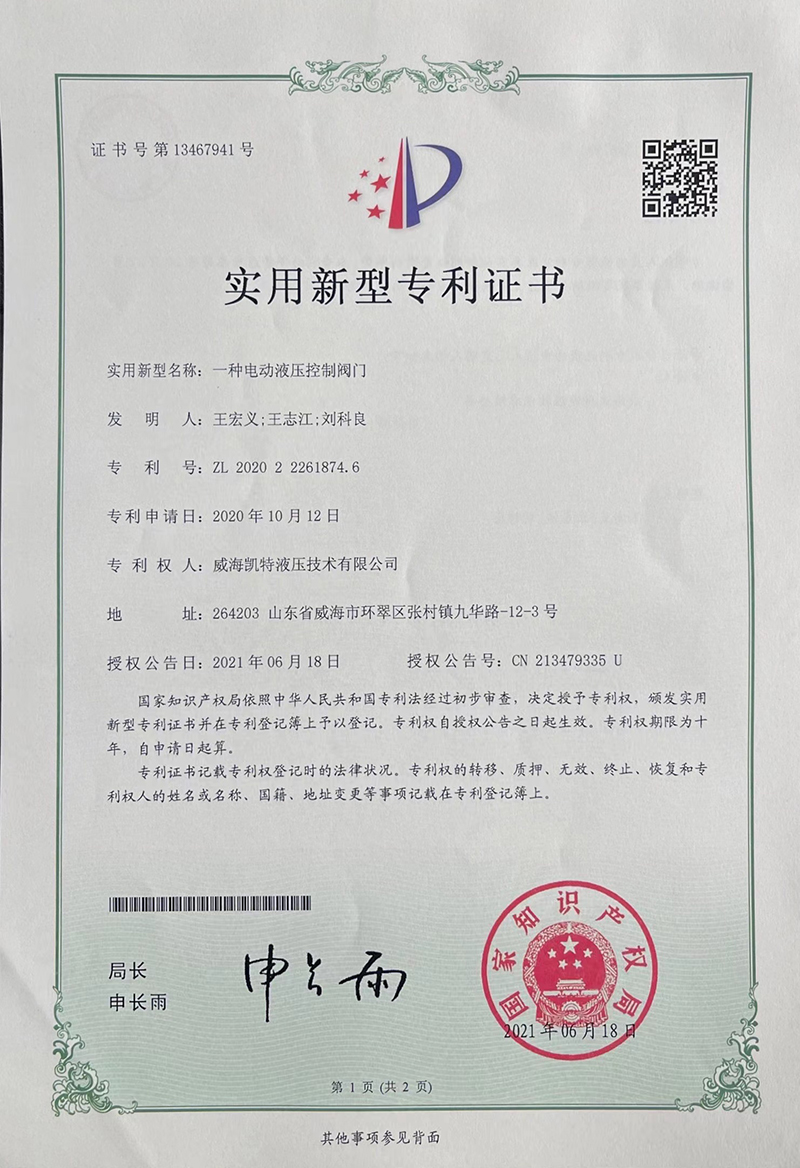 证书号第13467941号
实用新型专利证书
实用新型名称：一种电动液压控制阀门
发明人：王宏义;王志江;刘科良
专利号：ZL 2020 2 2261874.6
专利申请日：2020年10月12日
专利权人：威海凯特液压技术有限公司
地址：264203 山东省威海市环翠区张村镇九华路-12-3号
授权公告日：2021年06月18日 授权公告号：CN 213479335 U
国家知识产权局依照中华人民共和国专利法经过初步审查，决定授予专利权，颁发实用
新型专利证书并在专利登记簿上予以登记。专利权自授权公告之日起生效。专利权期限为十
年，自申请日起算。
专利证书记载专利权登记时的法律状况。专利权的转移、质押、无效、终止、恢复和专
利权人的姓名或名称、国籍、地址变更等事项记载在专利登记簿上。
局长
申长雨
申长雨
国家知识产权局
2021年06月18日
第1页(共2页)
其他事项参见背面